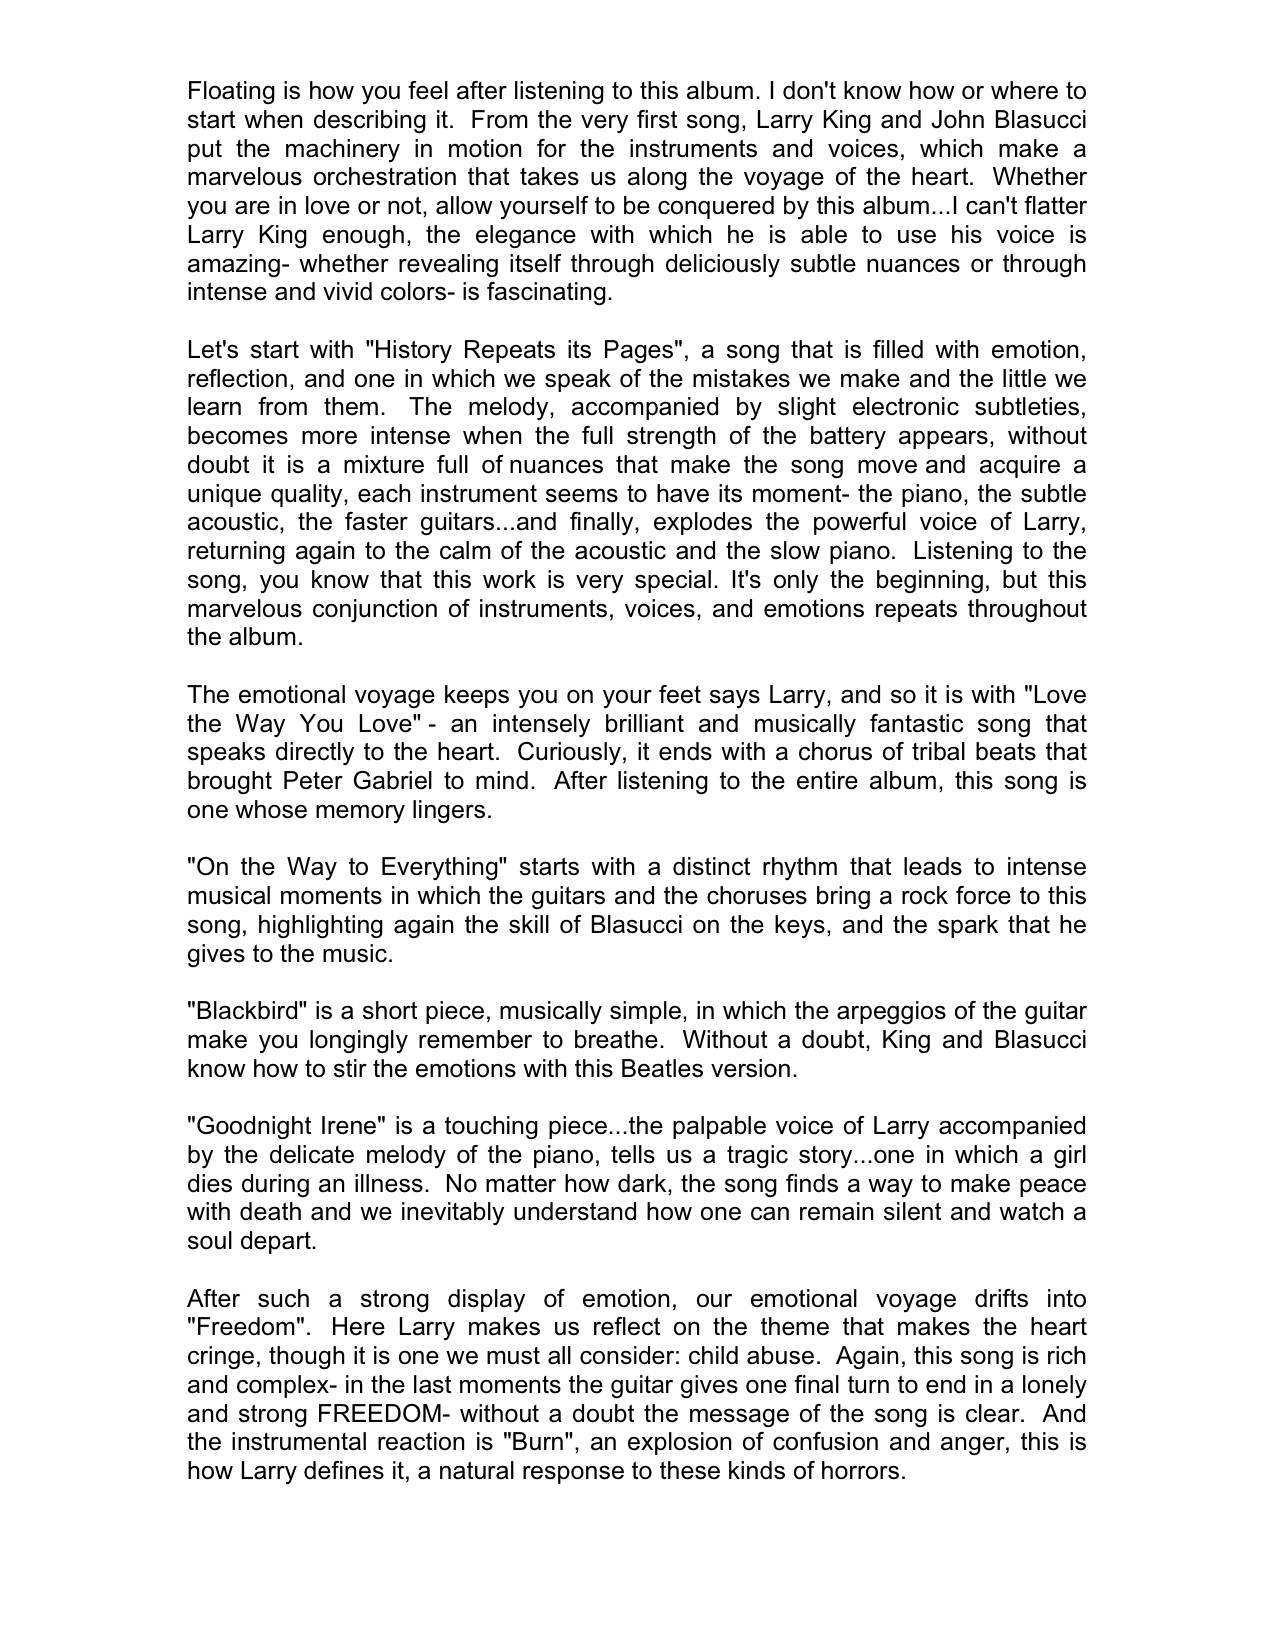 Floating is how you feel after listening to this album. I don't know how or where to
start when describing it.  From the very first song, Larry King and John Blasucci
put the machinery in motion for the instruments and voices, which make a
marvelous orchestration that takes us along the voyage of the heart.  Whether
you are in love or not, allow yourself to be conquered by this album...I can't flatter
Larry King enough, the elegance with which he is able to use his voice is
amazing- whether revealing itself through deliciously subtle nuances or through
intense and vivid colors- is fascinating.

Let's start with "History Repeats its Pages", a song that is filled with emotion,
reflection, and one in which we speak of the mistakes we make and the little we
learn from them.  The melody, accompanied by slight electronic subtleties,
becomes more intense when the full strength of the battery appears, without
doubt it is a mixture full of nuances that make the song move and acquire a
unique quality, each instrument seems to have its moment- the piano, the subtle
acoustic, the faster guitars...and finally, explodes the powerful voice of Larry,
returning again to the calm of the acoustic and the slow piano.  Listening to the
song, you know that this work is very special. It's only the beginning, but this
marvelous conjunction of instruments, voices, and emotions repeats throughout
the album.

The emotional voyage keeps you on your feet says Larry, and so it is with "Love
the Way You Love" - an intensely brilliant and musically fantastic song that
speaks directly to the heart.  Curiously, it ends with a chorus of tribal beats that
brought Peter Gabriel to mind.  After listening to the entire album, this song is
one whose memory lingers.

"On the Way to Everything" starts with a distinct rhythm that leads to intense
musical moments in which the guitars and the choruses bring a rock force to this
song, highlighting again the skill of Blasucci on the keys, and the spark that he
gives to the music.

"Blackbird" is a short piece, musically simple, in which the arpeggios of the guitar
make you longingly remember to breathe.  Without a doubt, King and Blasucci
know how to stir the emotions with this Beatles version.

"Goodnight Irene" is a touching piece...the palpable voice of Larry accompanied
by the delicate melody of the piano, tells us a tragic story...one in which a girl
dies during an illness.  No matter how dark, the song finds a way to make peace
with death and we inevitably understand how one can remain silent and watch a
soul depart.

After such a strong display of emotion, our emotional voyage drifts into
"Freedom".  Here Larry makes us reflect on the theme that makes the heart
cringe, though it is one we must all consider: child abuse.  Again, this song is rich
and complex- in the last moments the guitar gives one final turn to end in a lonely
and strong FREEDOM- without a doubt the message of the song is clear.  And
the instrumental reaction is "Burn", an explosion of confusion and anger, this is
how Larry defines it, a natural response to these kinds of horrors.